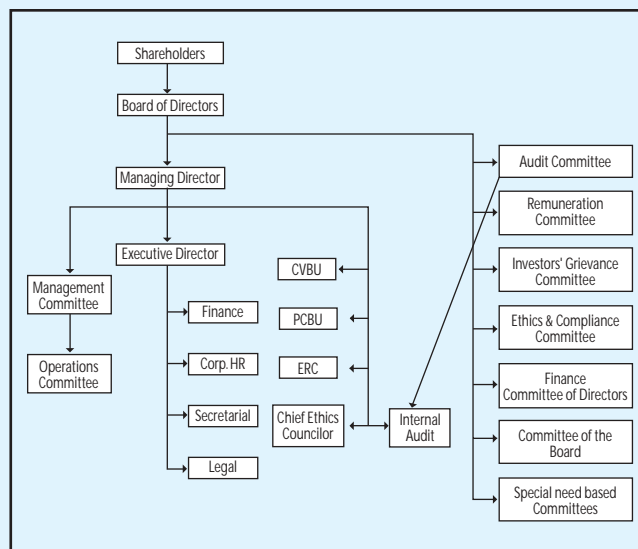 Shareholders
Board of Directors
Managing Director
Executive Director
Management
Committee
Operations
Committee
Finance
Corp. HR
Secretarial
Legal
CVBU
PCBU
ERC
Chief Ethics
Councilor
Internal
Audit
Audit Committee
Remuneration
Committee
Investors' Grievance
Committee
Ethics & Compliance
Committee
Finance
Committee of Directors
Committee of the
Board
Special need based
Committees